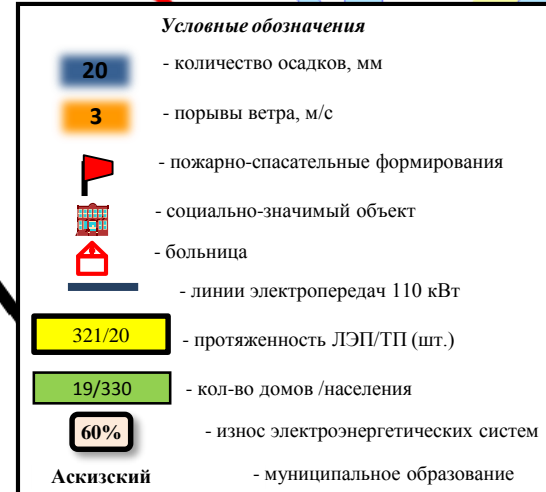 Условные обозначения
20 - количество осадков, мм
3 - порывы ветра, м/с
- пожарно-спасательные формирования
- социально-значимый объект
- больница
- линии электропередач 110 кВт
321/20 - протяженность ЛЭП/ТП (шт.)
19/330 - кол-во домов /населения
60% - износ электроэнергетических систем
Аскизский - муниципальное образование